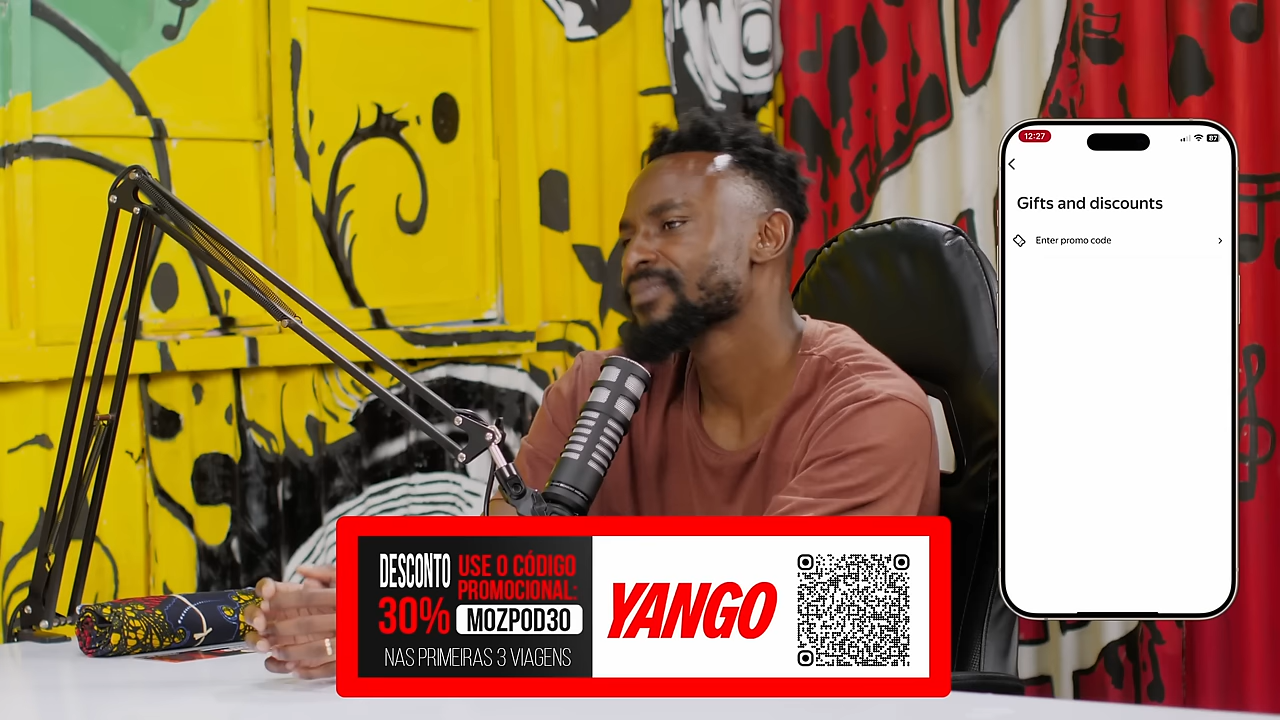 12:27
87
Gifts and discounts
Enter promo code
DESCONTO
30%
USE O CÓDIGO
PROMOCIONAL:
MOZPOD30
NAS PRIMEIRAS 3 VIAGENS
YANGO